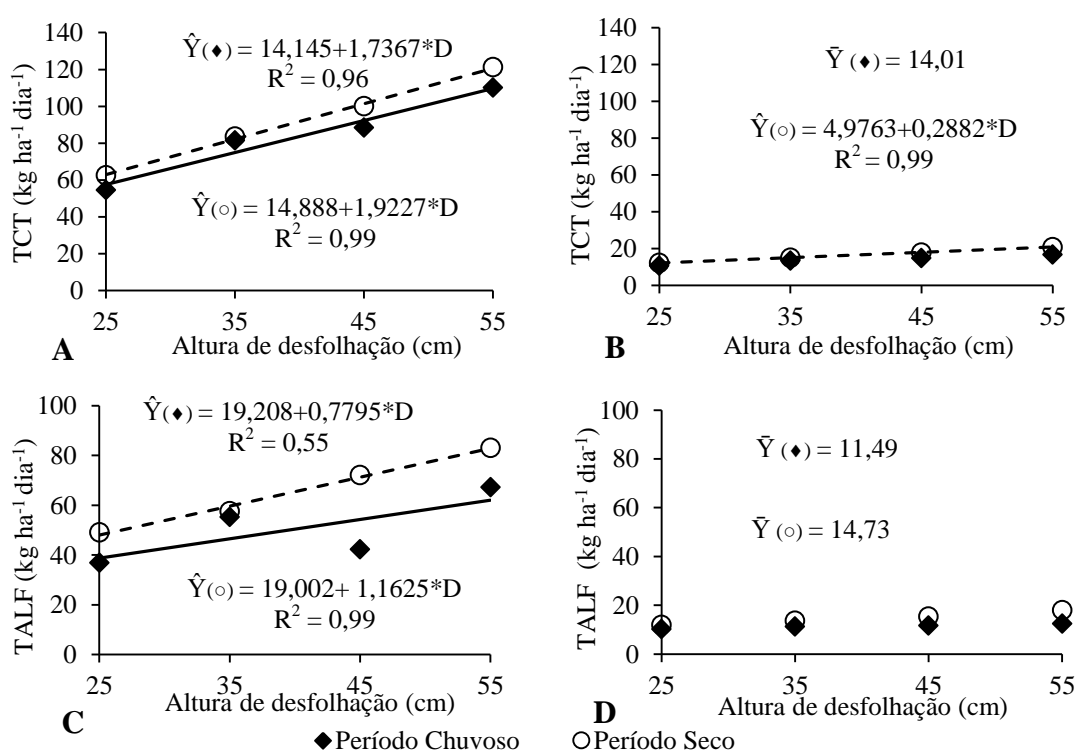 140
120
100
80
60
40
20
0
TCT (kg ha⁻¹ dia⁻¹)
Ŷ(♦) = 14,145+1,7367*D
R² = 0,96
Ŷ(○) = 14,888+1,9227*D
R² = 0,99
25 35 45 55
Altura de desfolhação (cm)
A
140
120
100
80
60
40
20
0
TCT (kg ha⁻¹ dia⁻¹)
Ȳ (♦) = 14,01
Ŷ(○) = 4,9763+0,2882*D
R² = 0,99
25 35 45 55
Altura de desfolhação (cm)
B
100
80
60
40
20
0
TALF (kg ha⁻¹ dia⁻¹)
Ŷ(♦) = 19,208+0,7795*D
R² = 0,55
Ŷ(○) = 19,002+ 1,1625*D
R² = 0,99
25 35 45 55
Altura de desfolhação (cm)
C
100
80
60
40
20
0
TALF (kg ha⁻¹ dia⁻¹)
Ȳ (♦) = 11,49
Ȳ (○) = 14,73
25 35 45 55
Altura de desfolhação (cm)
D
◆Período Chuvoso ○Período Seco